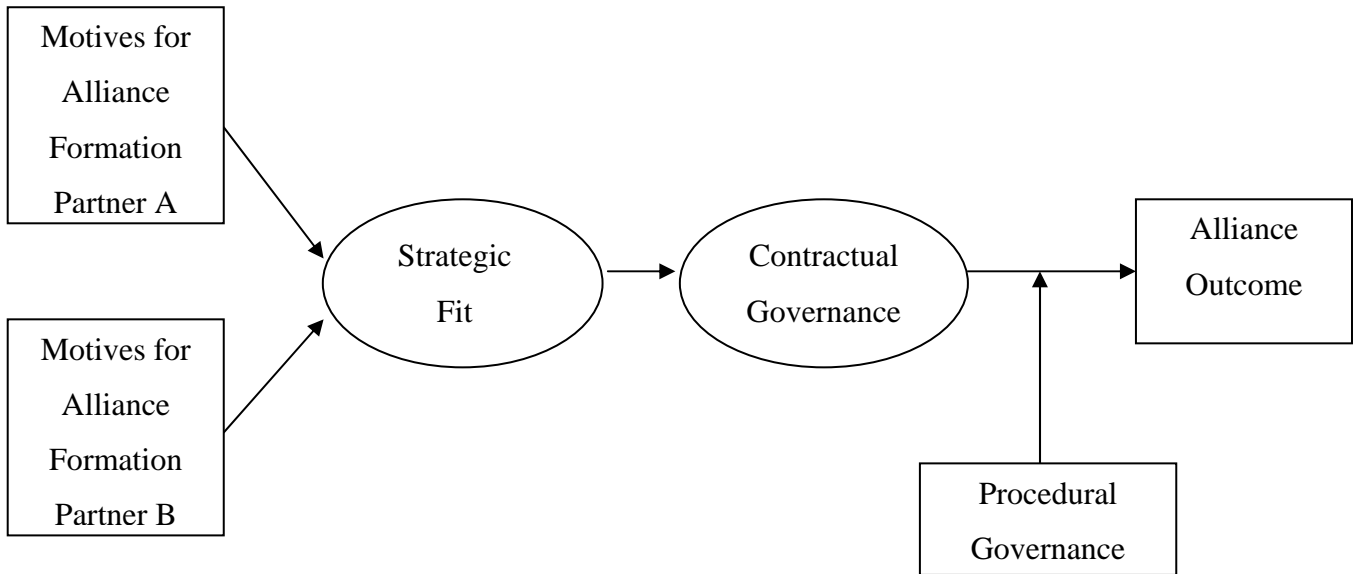 Motives for
Alliance
Formation
Partner A
Strategic
Fit
Contractual
Governance
Alliance
Outcome
Motives for
Alliance
Formation
Partner B
Procedural
Governance